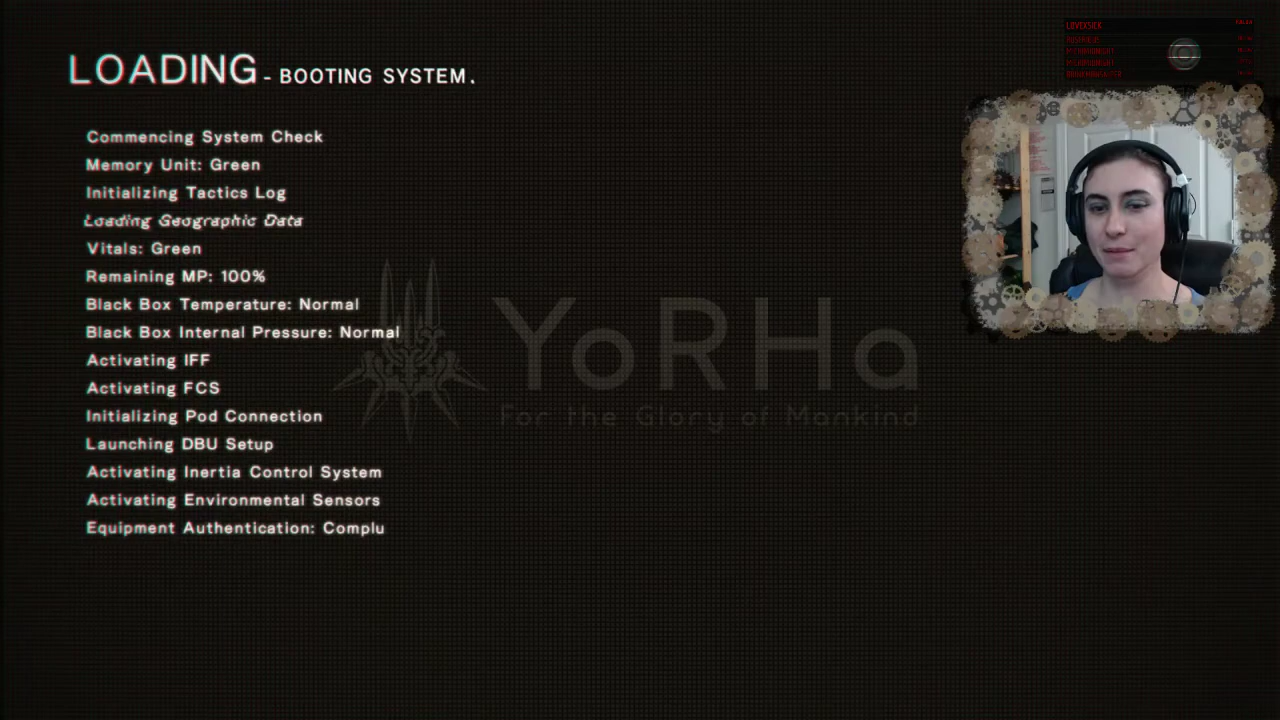 LOADING - BOOTING SYSTEM.
Commencing System Check
Memory Unit: Green
Initializing Tactics Log
Loading Geographic Data
Vitals: Green
Remaining MP: 100%
Black Box Temperature: Normal
Black Box Internal Pressure: Normal
Activating IFF
Activating FCS
Initializing Pod Connection
Launching DBU Setup
Activating Inertia Control System
Activating Environmental Sensors
Equipment Authentication: Complu
YoRHa
For the Glory of Mankind